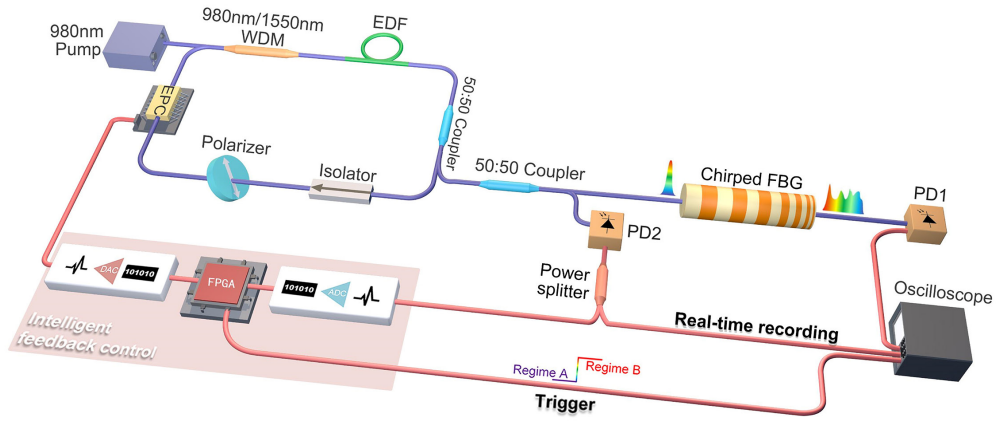 980nm
Pump
980nm/1550nm
WDM
EDF
EPC
50:50 Coupler
Polarizer
Isolator
50:50 Coupler
Chirped FBG
PD1
PD2
Power
splitter
Oscilloscope
DAC
101010
FPGA
101010
ADC
Intelligent
feedback control
Real-time recording
Regime A
Regime B
Trigger